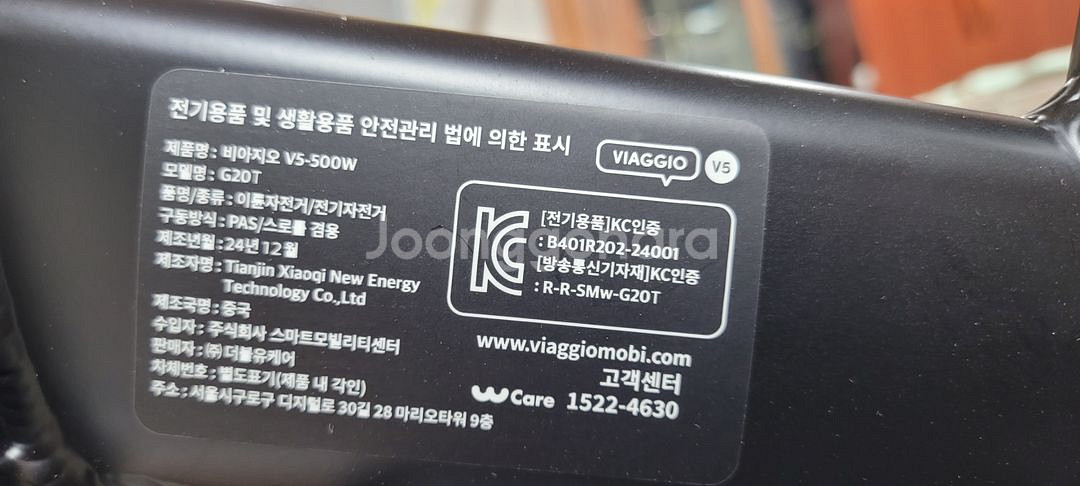 전기용품 및 생활용품 안전관리 법에 의한 표시
VIAGGIO V5
제품명 : 비아지오 V5-500W
모델명 : G20T
품명/종류 : 이륜자전거/전기자전거
구동방식 : PAS/스로틀 겸용
제조년월 : 24년 12월
제조자명 : Tianjin Xiaoqi New Energy
Technology Co.,Ltd
제조국명 : 중국
수입자 : 주식회사 스마트모빌리티센터
판매자 : ㈜더블유케어
차체번호 : 별도표기(제품 내 각인)
주소 : 서울시구로구 디지털로 30길 28 마리오타워 9층
KC
[전기용품]KC인증
: B401R202-24001
[방송통신기자재]KC인증
: R-R-SMw-G20T
www.viaggiomobi.com
고객센터
W Care 1522-4630
Joonggonara